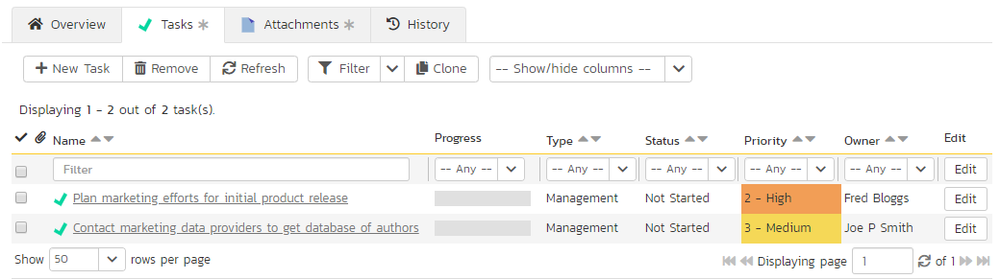 Overview Tasks Attachments History
New Task Remove Refresh Filter Clone -- Show/hide columns --
Displaying 1 - 2 out of 2 task(s).
Name Progress Type Status Priority Owner Edit
Filter -- Any -- -- Any -- -- Any -- -- Any -- -- Any -- Edit
Plan marketing efforts for initial product release Management Not Started 2 - High Fred Bloggs Edit
Contact marketing data providers to get database of authors Management Not Started 3 - Medium Joe P Smith Edit
Show 50 rows per page Displaying page 1 of 1